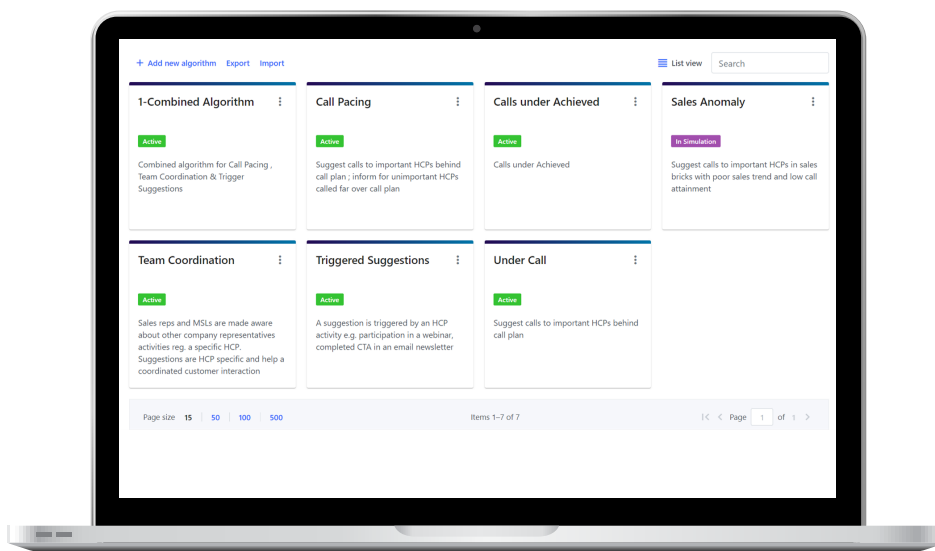 + Add new algorithm Export Import
List view Search
1-Combined Algorithm
Active
Combined algorithm for Call Pacing ,
Team Coordination & Trigger
Suggestions
Call Pacing
Active
Suggest calls to important HCPs behind
call plan ; inform for unimportant HCPs
called far over call plan
Calls under Achieved
Active
Calls under Achieved
Sales Anomaly
In Simulation
Suggest calls to important HCPs in sales
bricks with poor sales trend and low call
attainment
Team Coordination
Active
Sales reps and MSLs are made aware
about other company representatives
activities reg. a specific HCP.
Suggestions are HCP specific and help a
coordinated customer interaction
Triggered Suggestions
Active
A suggestion is triggered by an HCP
activity e.g. participation in a webinar,
completed CTA in an email newsletter
Under Call
Active
Suggest calls to important HCPs behind
call plan
Page size 15 50 100 500
Items 1–7 of 7
Page 1 of 1